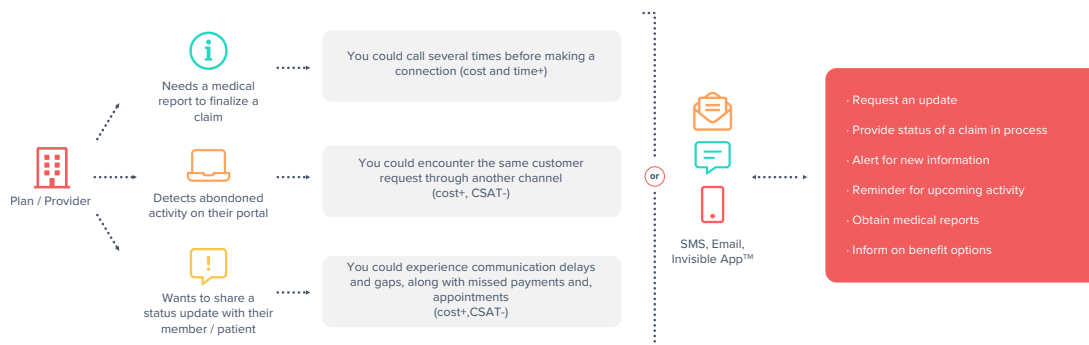 Plan / Provider
Needs a medical
report to finalize a
claim
You could call several times before making a
connection (cost and time+)
Detects abondoned
activity on their portal
You could encounter the same customer
request through another channel
(cost+, CSAT-)
Wants to share a
status update with their
member / patient
You could experience communication delays
and gaps, along with missed payments and,
appointments
(cost+,CSAT-)
or
SMS, Email,
Invisible App™
· Request an update
· Provide status of a claim in process
· Alert for new information
· Reminder for upcoming activity
· Obtain medical reports
· Inform on benefit options